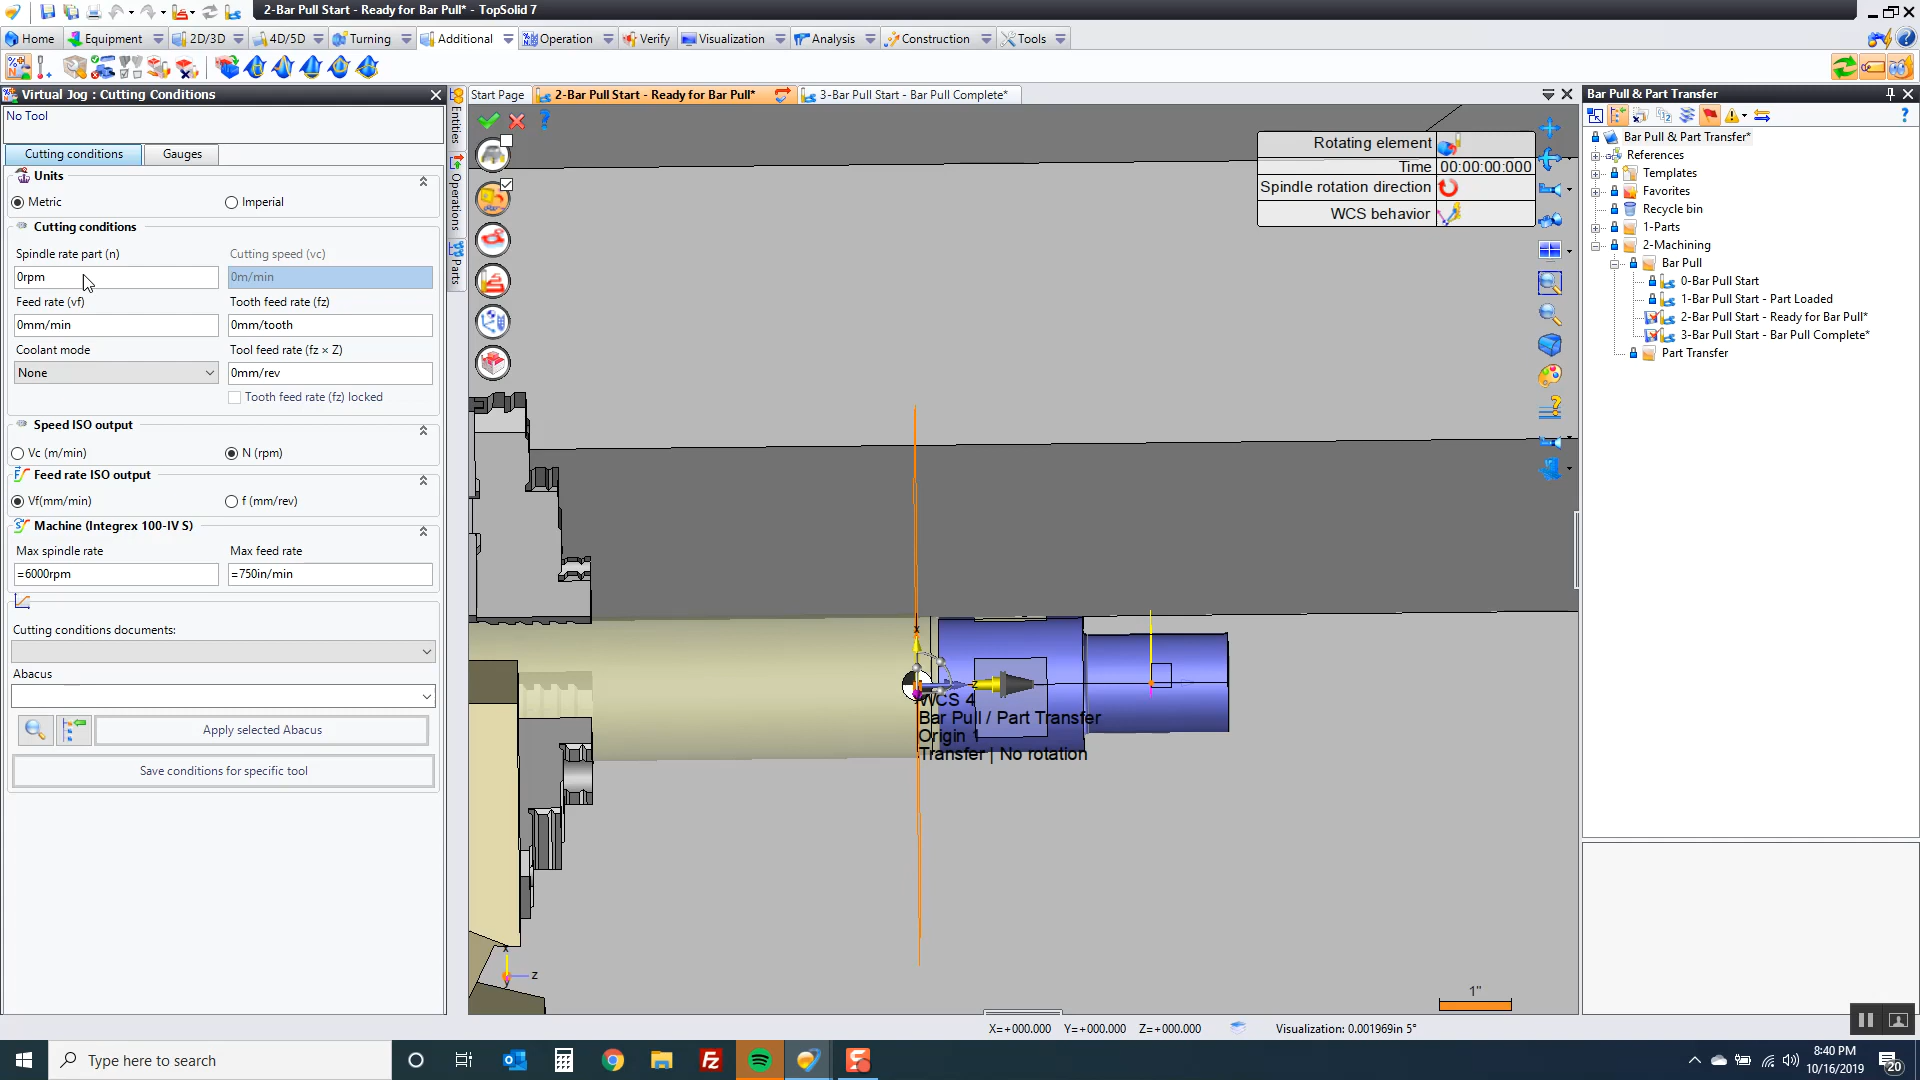 2-Bar Pull Start - Ready for Bar Pull* - TopSolid 7
Home
Equipment
2D/3D
4D/5D
Turning
Additional
Operation
Verify
Visualization
Analysis
Construction
Tools
Virtual Jog : Cutting Conditions
No Tool
Cutting conditions
Gauges
Units
Metric
Imperial
Cutting conditions
Spindle rate part (n)
Cutting speed (vc)
0rpm
0m/min
Feed rate (vf)
Tooth feed rate (fz)
0mm/min
0mm/tooth
Coolant mode
Tool feed rate (fz × Z)
None
0mm/rev
Tooth feed rate (fz) locked
Speed ISO output
Vc (m/min)
N (rpm)
Feed rate ISO output
Vf(mm/min)
f (mm/rev)
Machine (Integrex 100-IV S)
Max spindle rate
Max feed rate
=6000rpm
=750in/min
Cutting conditions documents:
Abacus
Apply selected Abacus
Save conditions for specific tool
Entities
Operations
Parts
Start Page
2-Bar Pull Start - Ready for Bar Pull*
3-Bar Pull Start - Bar Pull Complete*
Rotating element
Time 00:00:00:000
Spindle rotation direction
WCS behavior
x
z
WCS 4
Bar Pull / Part Transfer
Origin 1
Transfer | No rotation
x
z
1"
X=+000.000 Y=+000.000 Z=+000.000
Visualization: 0.001969in 5°
Bar Pull & Part Transfer
Bar Pull & Part Transfer*
References
Templates
Favorites
Recycle bin
1-Parts
2-Machining
Bar Pull
0-Bar Pull Start
1-Bar Pull Start - Part Loaded
2-Bar Pull Start - Ready for Bar Pull*
3-Bar Pull Start - Bar Pull Complete*
Part Transfer
Type here to search
8:40 PM
10/16/2019
20